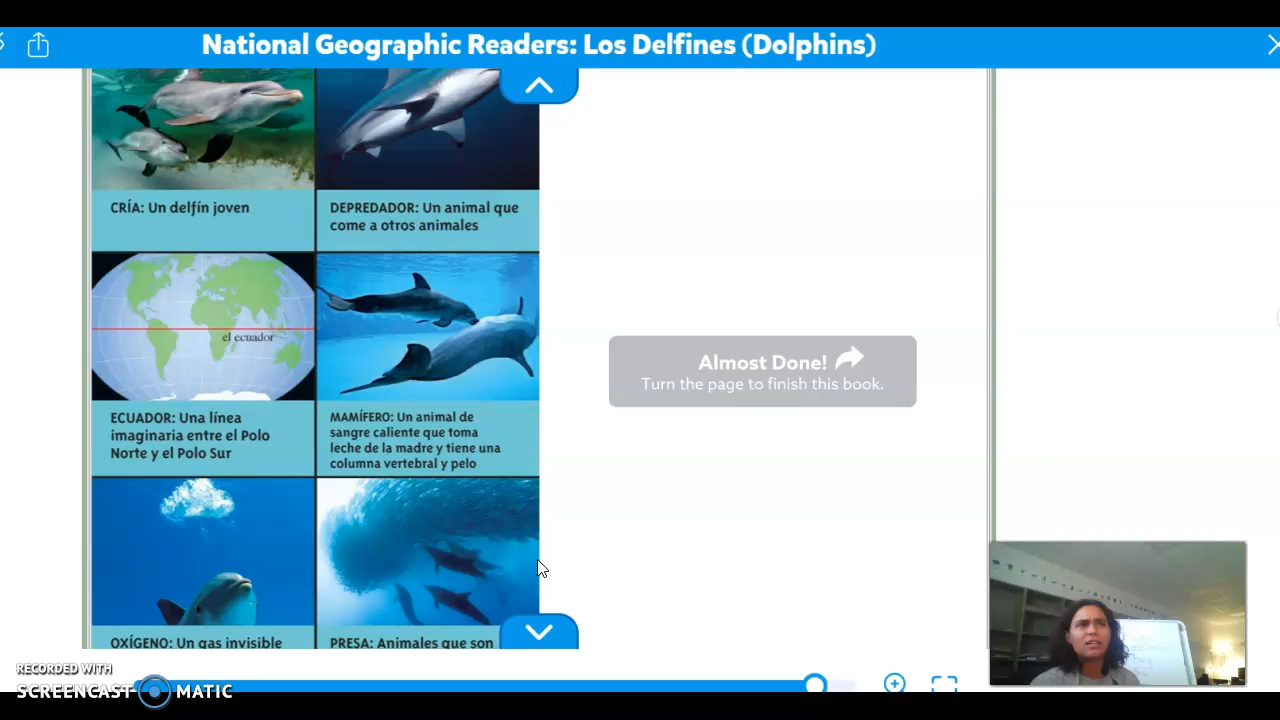 National Geographic Readers: Los Delfines (Dolphins)
CRÍA: Un delfín joven
DEPREDADOR: Un animal que
come a otros animales
el ecuador
ECUADOR: Una línea
imaginaria entre el Polo
Norte y el Polo Sur
MAMÍFERO: Un animal de
sangre caliente que toma
leche de la madre y tiene una
columna vertebral y pelo
OXÍGENO: Un gas invisible
PRESA: Animales que son
Almost Done!
Turn the page to finish this book.
RECORDED WITH
SCREENCAST MATIC